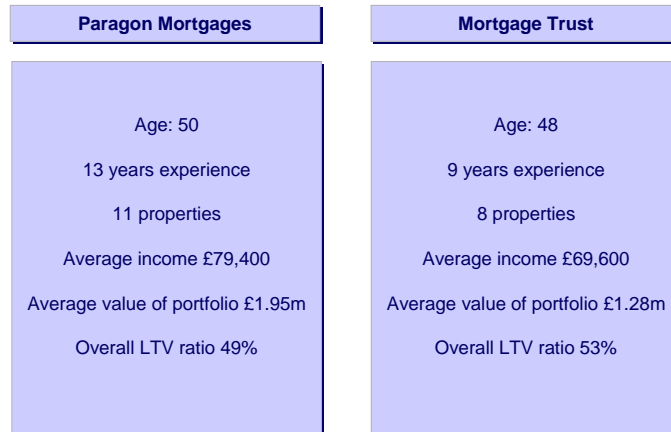 Paragon Mortgages
Age: 50
13 years experience
11 properties
Average income £79,400
Average value of portfolio £1.95m
Overall LTV ratio 49%
Mortgage Trust
Age: 48
9 years experience
8 properties
Average income £69,600
Average value of portfolio £1.28m
Overall LTV ratio 53%